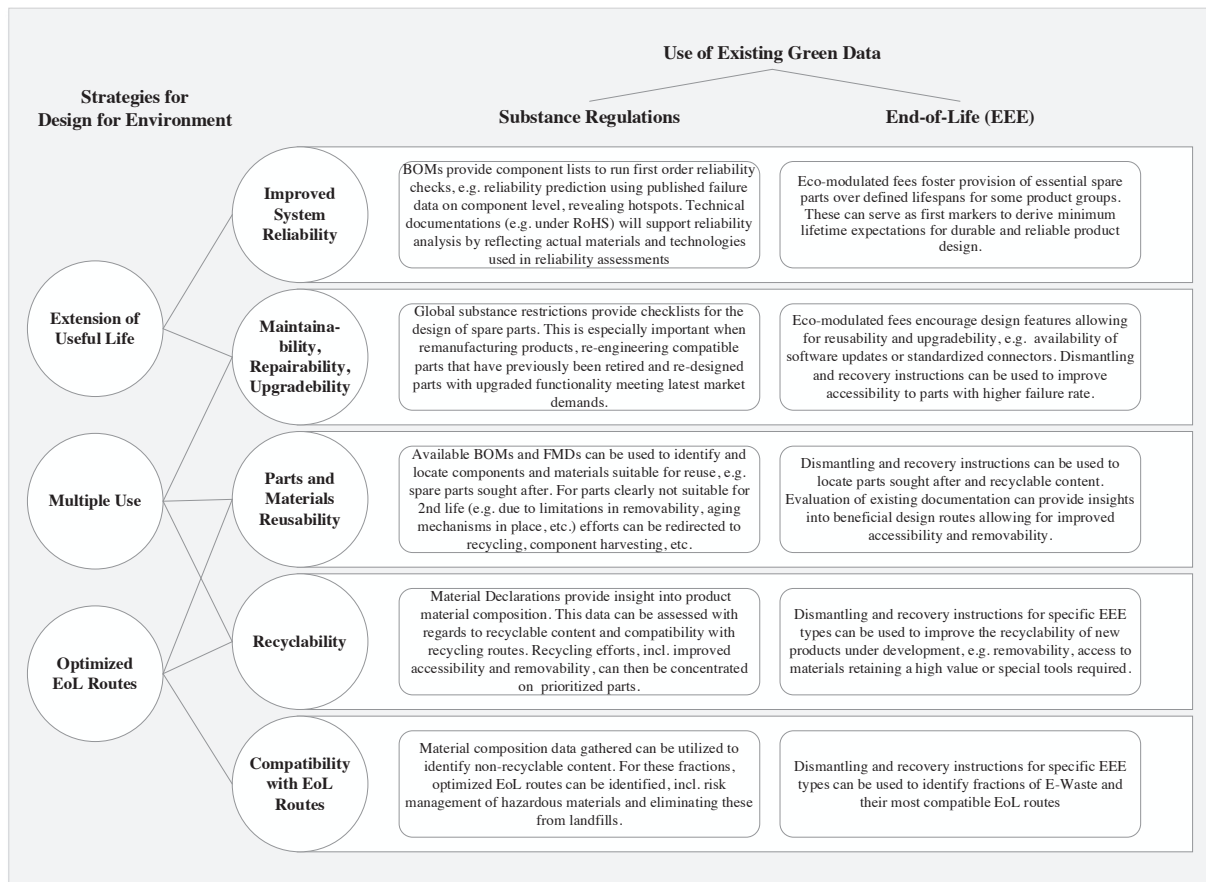 Use of Existing Green Data
Strategies for
Design for Environment
Substance Regulations
End-of-Life (EEE)
Extension of
Useful Life
Multiple Use
Optimized
EoL Routes
Improved
System
Reliability
BOMs provide component lists to run first order reliability
checks, e.g. reliability prediction using published failure
data on component level, revealing hotspots. Technical
documentations (e.g. under RoHS) will support reliability
analysis by reflecting actual materials and technologies
used in reliability assessments
Eco-modulated fees foster provision of essential spare
parts over defined lifespans for some product groups.
These can serve as first markers to derive minimum
lifetime expectations for durable and reliable product
design.
Maintaina-
bility,
Repairability,
Upgradebility
Global substance restrictions provide checklists for the
design of spare parts. This is especially important when
remanufacturing products, re-engineering compatible
parts that have previously been retired and re-designed
parts with upgraded functionality meeting latest market
demands.
Eco-modulated fees encourage design features allowing
for reusability and upgradebility, e.g. availability of
software updates or standardized connectors. Dismantling
and recovery instructions can be used to improve
accessibility to parts with higher failure rate.
Parts and
Materials
Reusability
Available BOMs and FMDs can be used to identify and
locate components and materials suitable for reuse, e.g.
spare parts sought after. For parts clearly not suitable for
2nd life (e.g. due to limitations in removability, aging
mechanisms in place, etc.) efforts can be redirected to
recycling, component harvesting, etc.
Dismantling and recovery instructions can be used to
locate parts sought after and recyclable content.
Evaluation of existing documentation can provide insights
into beneficial design routes allowing for improved
accessibility and removability.
Recyclability
Material Declarations provide insight into product
material composition. This data can be assessed with
regards to recyclable content and compatibility with
recycling routes. Recycling efforts, incl. improved
accessibility and removability, can then be concentrated
on prioritized parts.
Dismantling and recovery instructions for specific EEE
types can be used to improve the recyclability of new
products under development, e.g. removability, access to
materials retaining a high value or special tools required.
Compatibility
with EoL
Routes
Material composition data gathered can be utilized to
identify non-recyclable content. For these fractions,
optimized EoL routes can be identified, incl. risk
management of hazardous materials and eliminating these
from landfills.
Dismantling and recovery instructions for specific EEE
types can be used to identify fractions of E-Waste and
their most compatible EoL routes